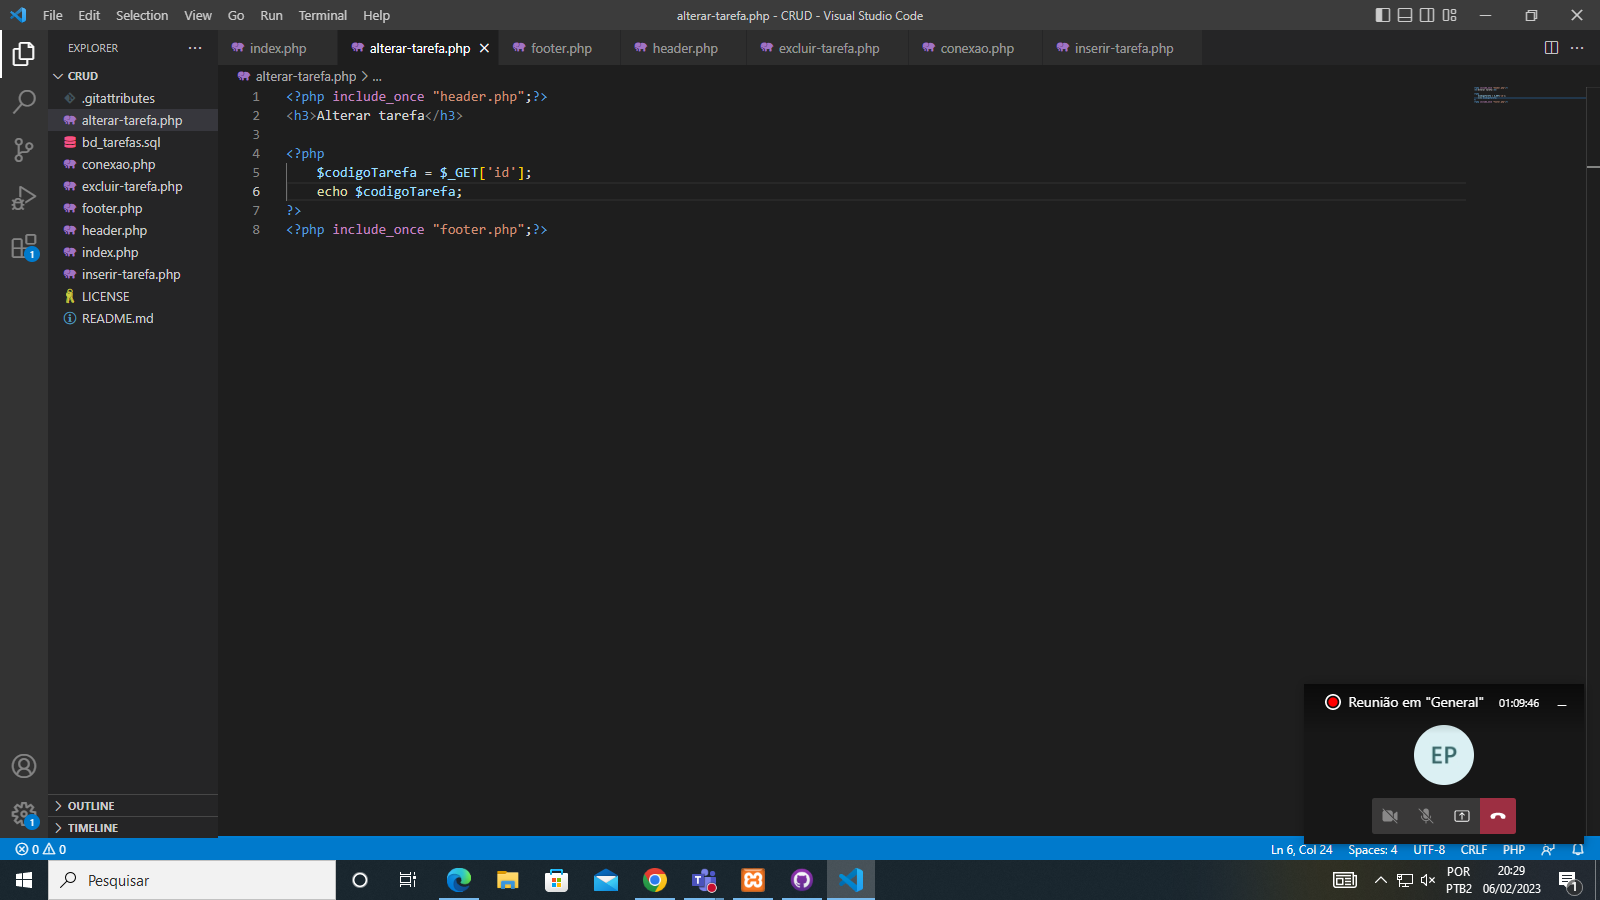 File Edit Selection View Go Run Terminal Help
alterar-tarefa.php - CRUD - Visual Studio Code
EXPLORER
index.php alterar-tarefa.php footer.php header.php excluir-tarefa.php conexao.php inserir-tarefa.php
CRUD
.gitattributes
alterar-tarefa.php
bd_tarefas.sql
conexao.php
excluir-tarefa.php
footer.php
header.php
index.php
inserir-tarefa.php
LICENSE
README.md
OUTLINE
TIMELINE
1
1
alterar-tarefa.php > ...
1 <?php include_once "header.php";?>
2 <h3>Alterar tarefa</h3>
3
4 <?php
5 $codigoTarefa = $_GET['id'];
6 echo $codigoTarefa;
7 ?>
8 <?php include_once "footer.php";?>
Reunião em "General" 01:09:46
EP
0 0
Ln 6, Col 24 Spaces: 4 UTF-8 CRLF PHP
Pesquisar
POR
PTB2
20:29
06/02/2023
1